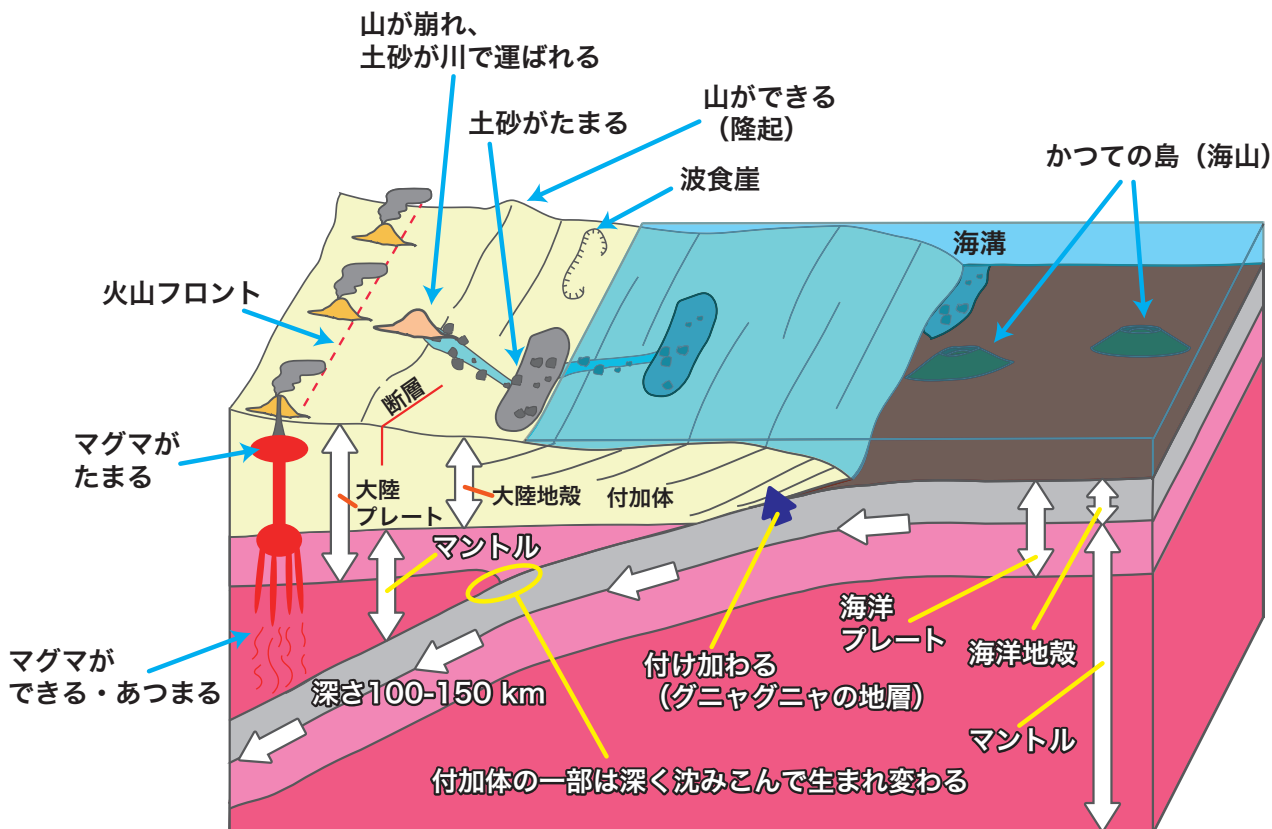 山が崩れ、
土砂が川で運ばれる
土砂がたまる
山ができる
（隆起）
波食崖
かつての島（海山）
海溝
火山フロント
断層
マグマが
たまる
大陸
プレート
大陸地殻
付加体
マントル
海洋
プレート
海洋地殻
マグマが
できる・あつまる
深さ100-150 km
付け加わる
（グニャグニャの地層）
マントル
付加体の一部は深く沈みこんで生まれ変わる